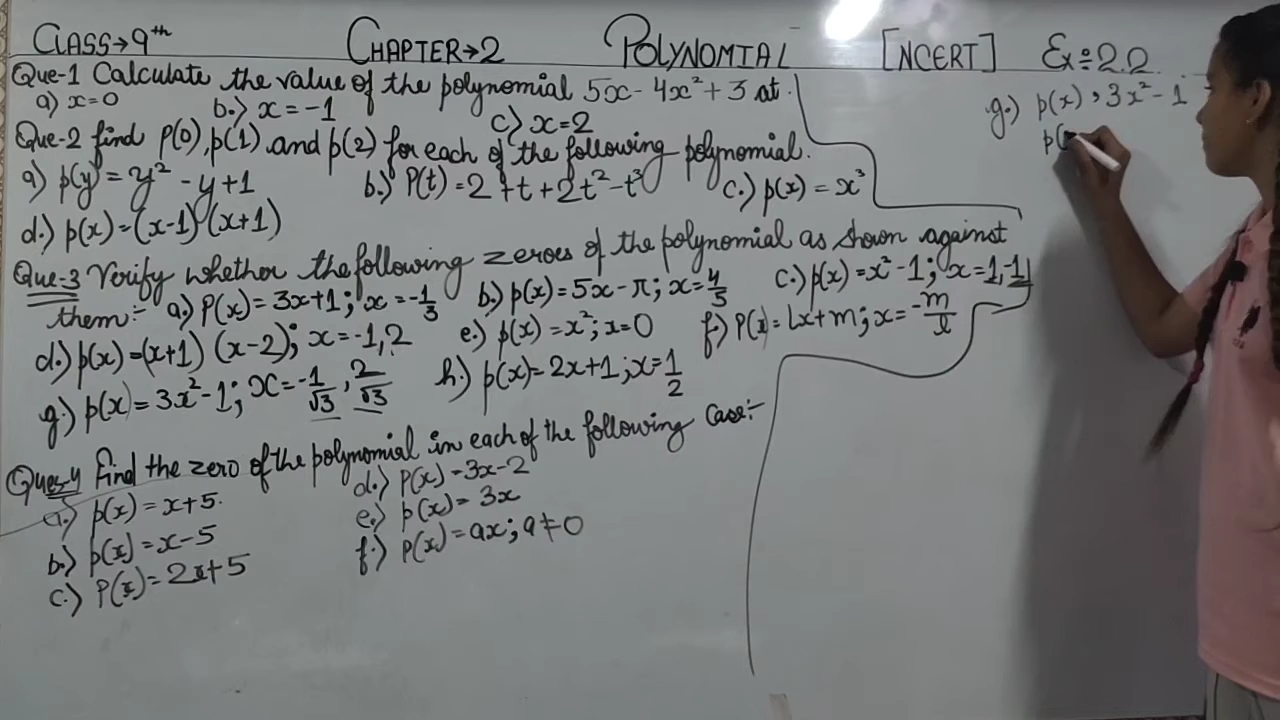 CLASS→9th CHAPTER→2 POLYNOMIAL [NCERT] Ex÷2.2
Que-1 Calculate the value of the polynomial 5x-4x²+3 at.
a) x=0 b.) x=-1 c) x=2
Que-2 find p(0), p(1) and p(2) for each of the following polynomial.
a) p(y)=y²-y+1 b.) P(t)=2+t+2t²-t³ c.) p(x)=x³
d.) p(x)=(x-1)(x+1)
Que-3 Verify whether the following zeroes of the polynomial as shown against
them:- a.) P(x)=3x+1; x=-1/3 b.) p(x)=5x-π; x=4/5 c.) p(x)=x²-1; x=1,-1
d.) p(x)=(x+1)(x-2); x=-1,2 e.) p(x)=x²; x=0 f.) P(x)=lx+m; x=-m/l
g.) p(x)=3x²-1; x=-1/√3, 2/√3 h.) p(x)=2x+1; x=1/2
Ques-4 Find the zero of the polynomial in each of the following case:-
a.) p(x)=x+5. d.) P(x)=3x-2
b.) p(x)=x-5 e.) p(x)=3x
c.) P(x)=2x+5 f.) P(x)=ax; a≠0
g.) p(x), 3x²-1
p(